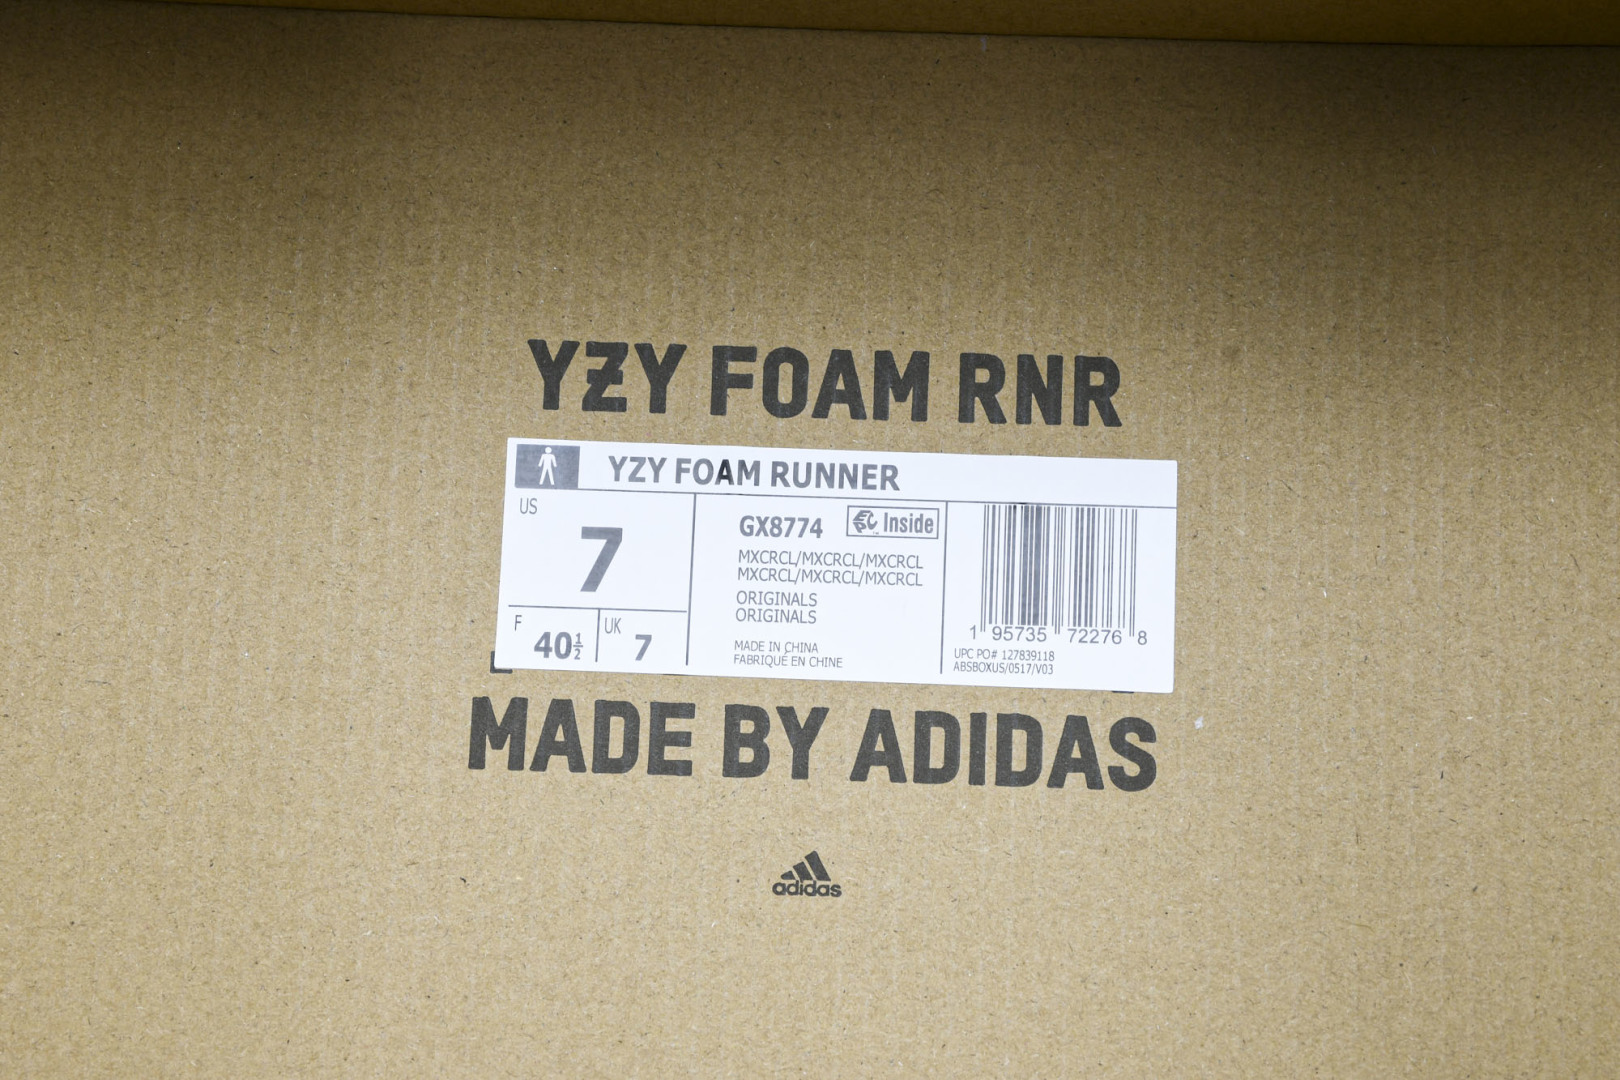 YZY FOAM RNR
YZY FOAM RUNNER
US
7
F
40½
UK
7
GX8774
Inside
MXCRCL/MXCRCL/MXCRCL
MXCRCL/MXCRCL/MXCRCL
ORIGINALS
ORIGINALS
MADE IN CHINA
FABRIQUÉ EN CHINE
1 95735 72276 8
UPC PO# 127839118
ABSBOXUS/0517/V03
MADE BY ADIDAS
adidas